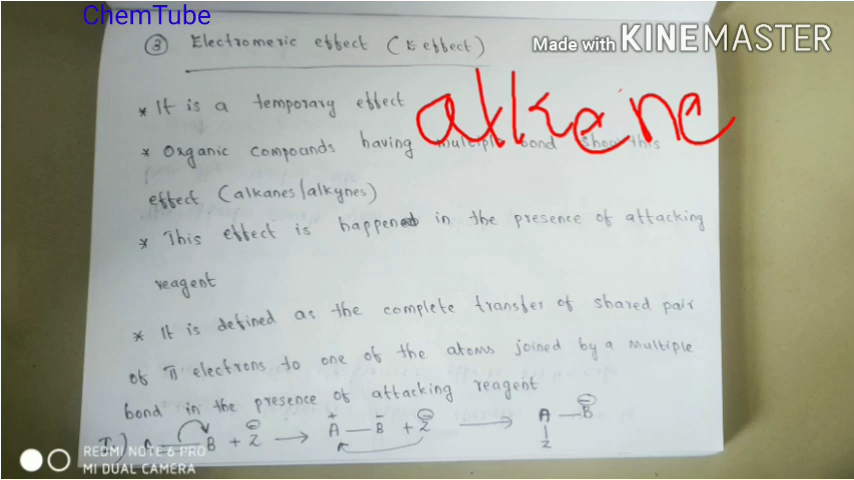 ChemTube
Made with KINEMASTER
③ Electromeric effect (E effect)
* It is a temporary effect
alkene
* Organic compounds having multiple bond show this
effect (alkanes/alkynes)
* This effect is happened in the presence of attacking
reagent
* It is defined as the complete transfer of shared pair
of π electrons to one of the atoms joined by a multiple
bond in the presence of attacking reagent
B + Z⊖ → A — B + Z⊖ → A — B⊖
Z
REDMI NOTE 6 PRO
MI DUAL CAMERA